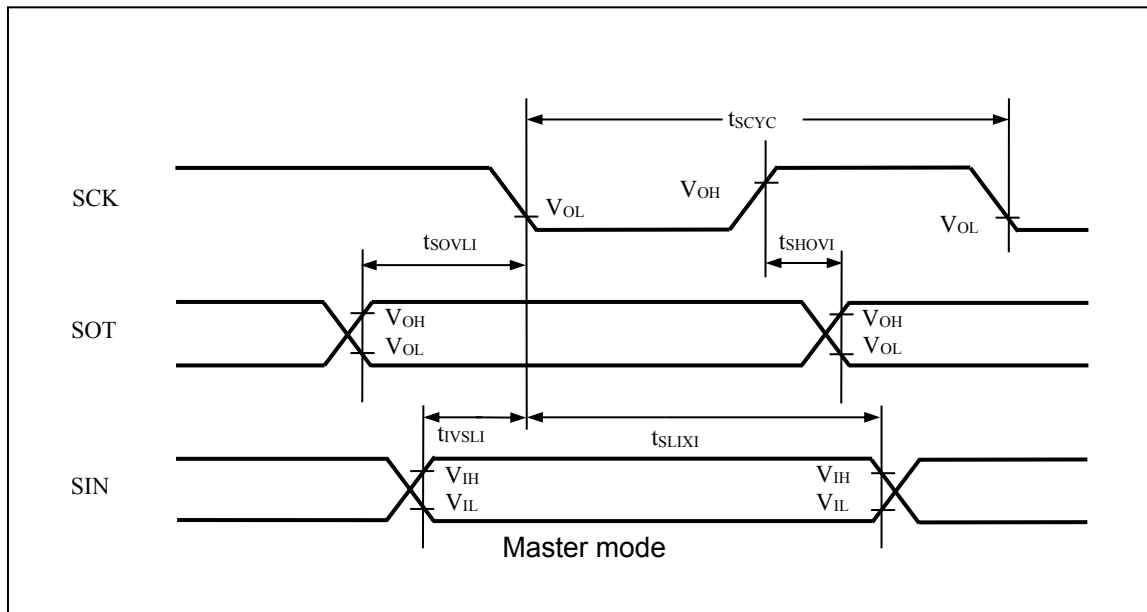 tSCYC
SCK
VOL
VOH
VOL
tSOVLI
tSHOVI
SOT
VOH
VOL
VOH
VOL
tIVSLI
tSLIXI
SIN
VIH
VIL
VIH
VIL
Master mode